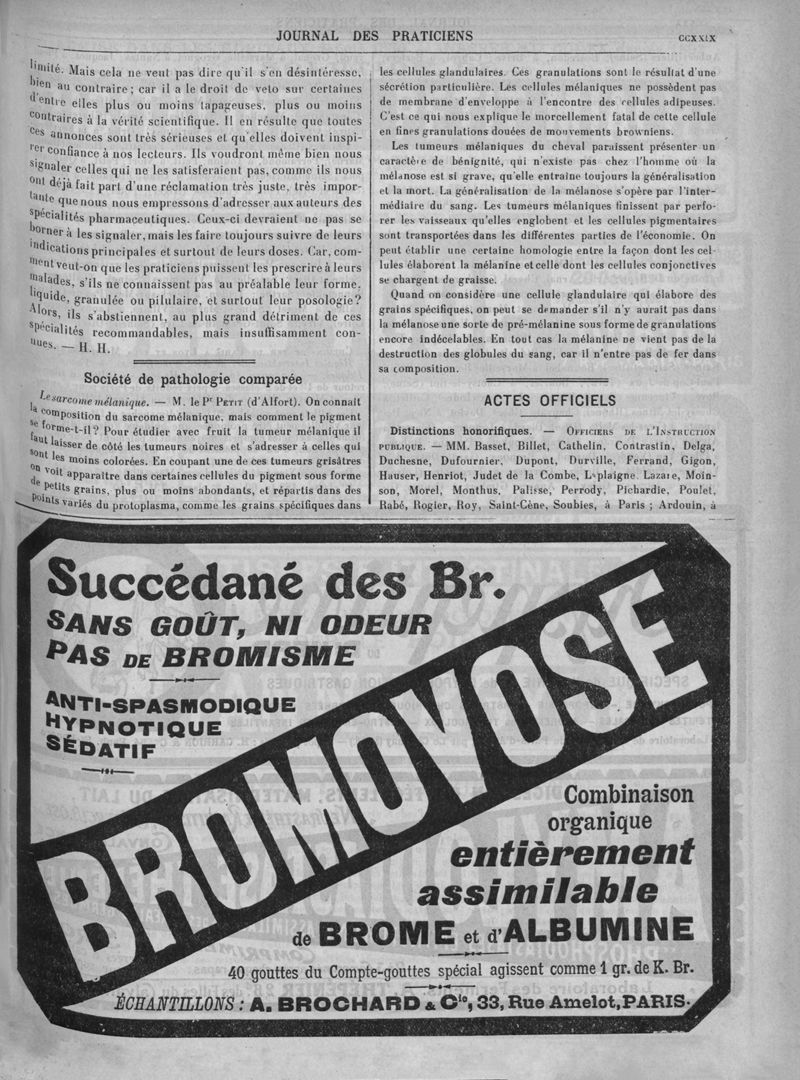 JOURNAL DES PRATICIENS
CCXXIX
limité. Mais cela ne veut pas dire qu'il s'en désintéresse,
bien au contraire ; car il a le droit de veto sur certaines
d'entre elles plus ou moins tapageuses, plus ou moins
contraires à la vérité scientifique. Il en résulte que toutes
ces annonces sont très sérieuses et qu'elles doivent inspi-
rer confiance à nos lecteurs. Ils voudront même bien nous
signaler celles qui ne les satisferaient pas, comme ils nous
ont déjà fait part d'une réclamation très juste, très impor-
tante que nous nous empressons d'adresser aux auteurs des
spécialités pharmaceutiques. Ceux-ci devraient ne pas se
borner à les signaler, mais les faire toujours suivre de leurs
indications principales et surtout de leurs doses. Car, com-
ment veut-on que les praticiens puissent les prescrire à leurs
malades, s'ils ne connaissent pas au préalable leur forme,
liquide, granulée ou pilulaire, et surtout leur posologie ?
Alors, ils s'abstiennent, au plus grand détriment de ces
spécialités recommandables, mais insuffisamment con-
nues. — H. H.
Société de pathologie comparée
Le sarcome mélanique. — M. le Pr PETIT (d'Alfort). On connaît
la composition du sarcome mélanique, mais comment le pigment
se forme-t-il ? Pour étudier avec fruit la tumeur mélanique il
faut laisser de côté les tumeurs noires et s'adresser à celles qui
sont les moins colorées. En coupant une de ces tumeurs grisâtres
on voit apparaître dans certaines cellules du pigment sous forme
de petits grains, plus ou moins abondants, et répartis dans des
points variés du protoplasma, comme les grains spécifiques dans
les cellules glandulaires. Ces granulations sont le résultat d'une
sécrétion particulière. Les cellules mélaniques ne possèdent pas
de membrane d'enveloppe à l'encontre des cellules adipeuses.
C'est ce qui nous explique le morcellement fatal de cette cellule
en fines granulations douées de mouvements browniens.
Les tumeurs mélaniques du cheval paraissent présenter un
caractère de bénignité, qui n'existe pas chez l'homme où la
mélanose est si grave, qu'elle entraine toujours la généralisation
et la mort. La généralisation de la mélanose s'opère par l'inter-
médiaire du sang. Les tumeurs mélaniques finissent par perfo-
rer les vaisseaux qu'elles englobent et les cellules pigmentaires
sont transportées dans les différentes parties de l'économie. On
peut établir une certaine homologie entre la façon dont les cel-
lules élaborent la mélanine et celle dont les cellules conjonctives
se chargent de graisse.
Quand on considère une cellule glandulaire qui élabore des
grains spécifiques, on peut se demander s'il n'y aurait pas dans
la mélanose une sorte de pré-mélanine sous forme de granulations
encore indécelables. En tout cas la mélanine ne vient pas de la
destruction des globules du sang, car il n'entre pas de fer dans
sa composition.
ACTES OFFICIELS
Distinctions honorifiques. — OFFICIERS DE L'INSTRUCTION
PUBLIQUE. — MM. Basset, Billet, Cathelin, Contrastin, Delga,
Duchesne, Dufournier, Dupont, Durville, Ferrand, Gigon,
Hauser, Henriot, Judet de la Combe, Laplaigne, Lazare, Moin-
son, Morel, Monthus, Palisse, Perrody, Pichardie, Poulet,
Rabé, Rogier, Roy, Saint-Cène, Soubies, à Paris ; Ardouin, à
Succédané des Br.
SANS GOÛT, NI ODEUR
PAS DE BROMISME
ANTI-SPASMODIQUE
HYPNOTIQUE
SÉDATIF
BROMOVOSE
Combinaison
organique
entièrement
assimilable
de BROME et d'ALBUMINE
40 gouttes du Compte-gouttes spécial agissent comme 1 gr. de K. Br.
ÉCHANTILLONS : A. BROCHARD & Cie, 33, Rue Amelot, PARIS.